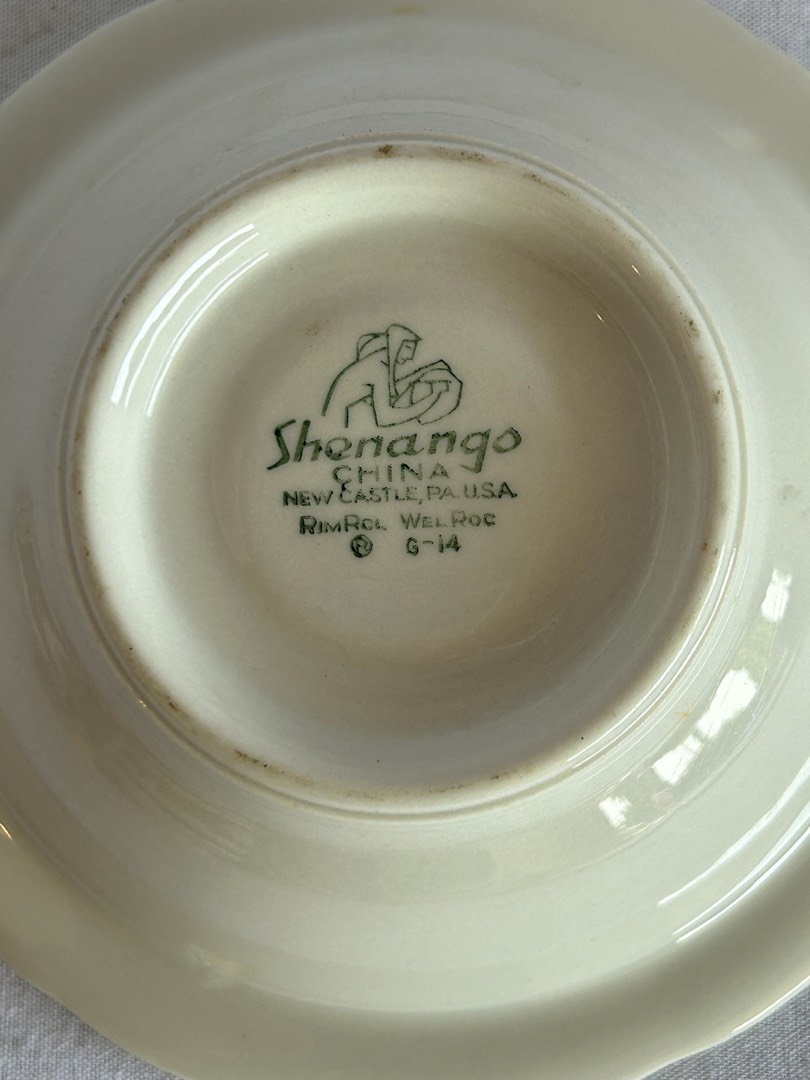 Shenango
CHINA
NEW CASTLE, PA. U.S.A.
RIMROL WELROC
® G-14